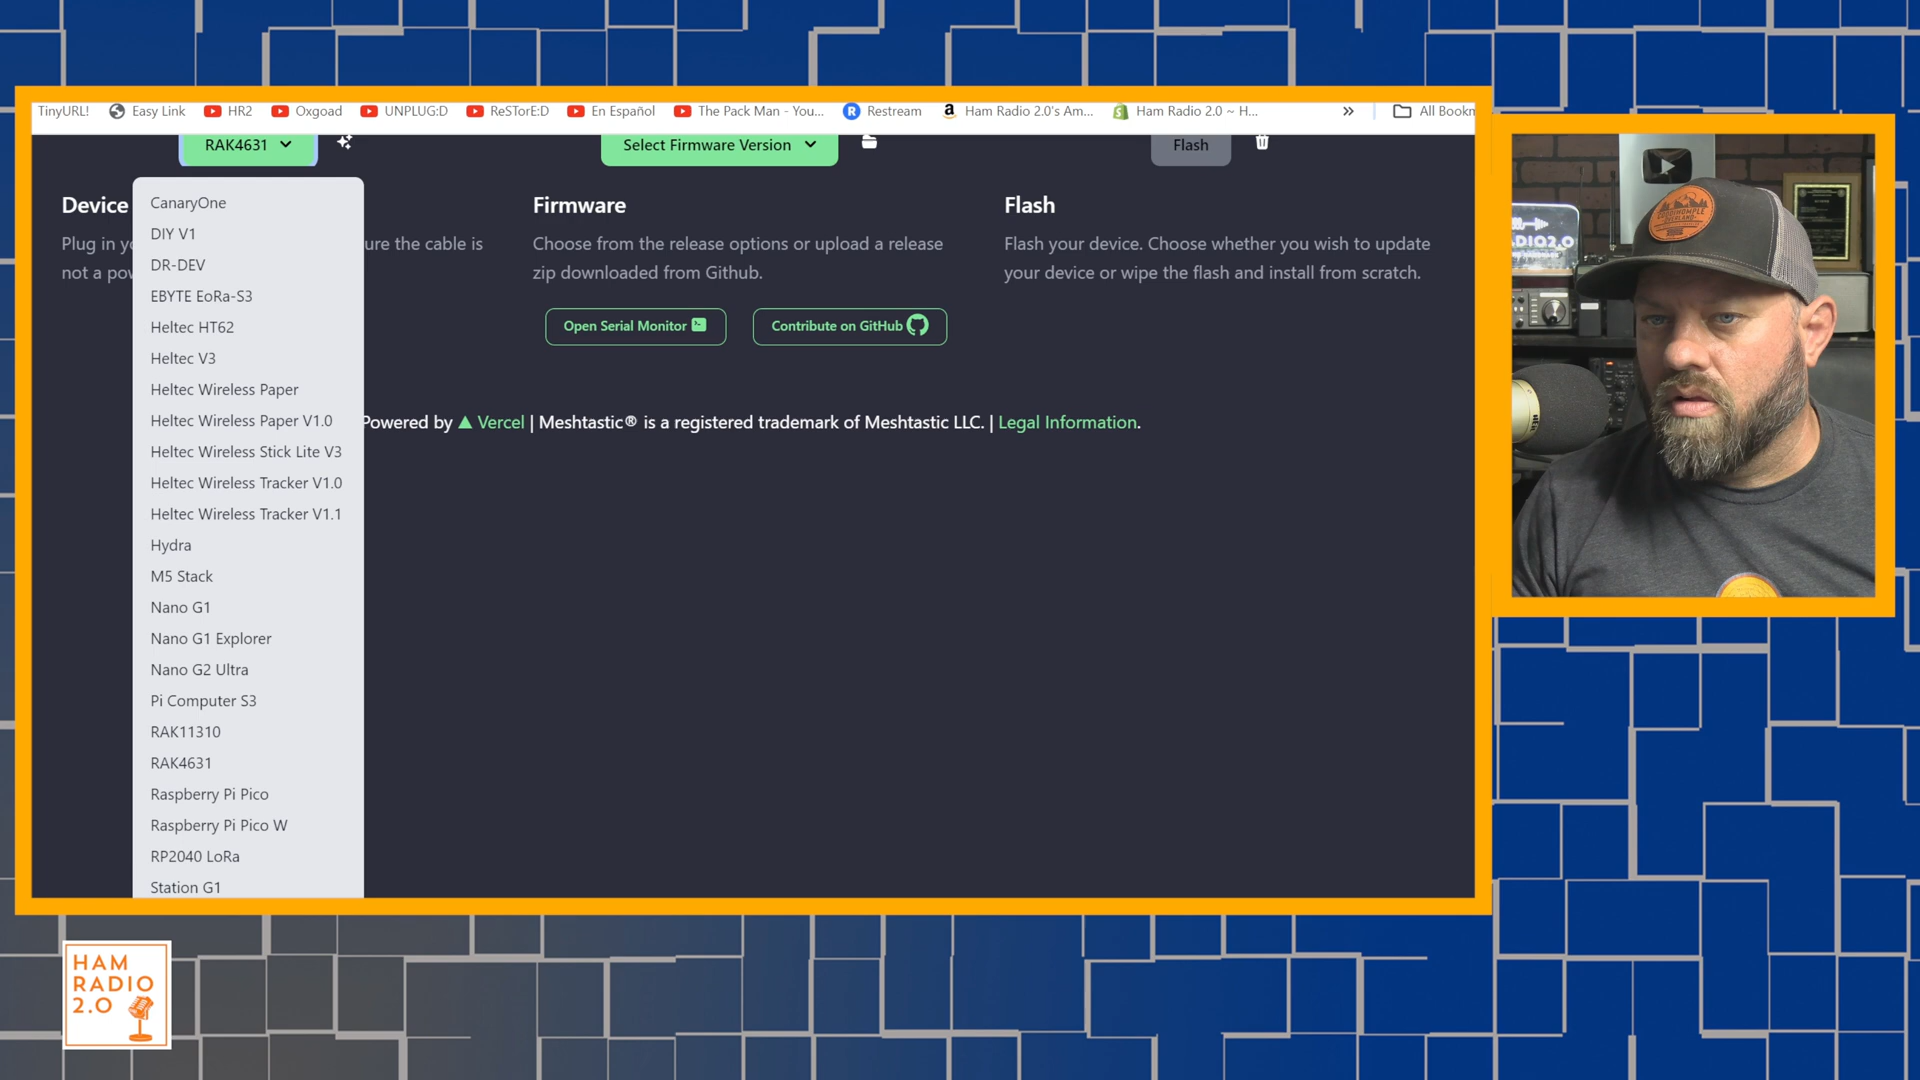 TinyURL! Easy Link HR2 Oxgoad UNPLUG:D ReSTorE:D En Español The Pack Man - You... Restream Ham Radio 2.0's Am... Ham Radio 2.0 ~ H... » All Bookm
RAK4631 Select Firmware Version Flash
Device
Plug in yo
ure the cable is
not a pow
CanaryOne
DIY V1
DR-DEV
EBYTE EoRa-S3
Heltec HT62
Heltec V3
Heltec Wireless Paper
Heltec Wireless Paper V1.0
Heltec Wireless Stick Lite V3
Heltec Wireless Tracker V1.0
Heltec Wireless Tracker V1.1
Hydra
M5 Stack
Nano G1
Nano G1 Explorer
Nano G2 Ultra
Pi Computer S3
RAK11310
RAK4631
Raspberry Pi Pico
Raspberry Pi Pico W
RP2040 LoRa
Station G1
Firmware
Choose from the release options or upload a release
zip downloaded from Github.
Open Serial Monitor Contribute on GitHub
Flash
Flash your device. Choose whether you wish to update
your device or wipe the flash and install from scratch.
Powered by ▲ Vercel | Meshtastic® is a registered trademark of Meshtastic LLC. | Legal Information.
ADIO2.0
HAM
RADIO
2.0